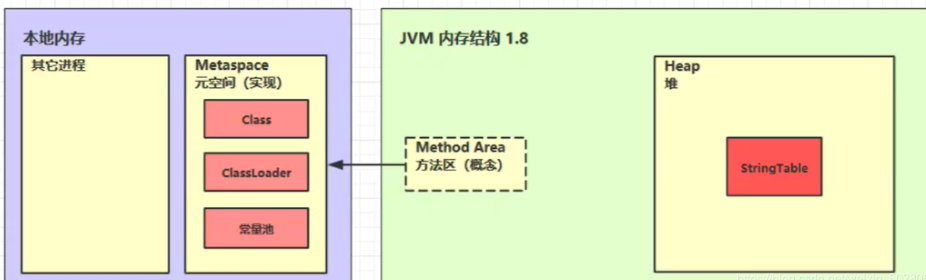 本地内存
其它进程
Metaspace
元空间（实现）
Class
ClassLoader
常量池
JVM 内存结构 1.8
Method Area
方法区（概念）
Heap
堆
StringTable